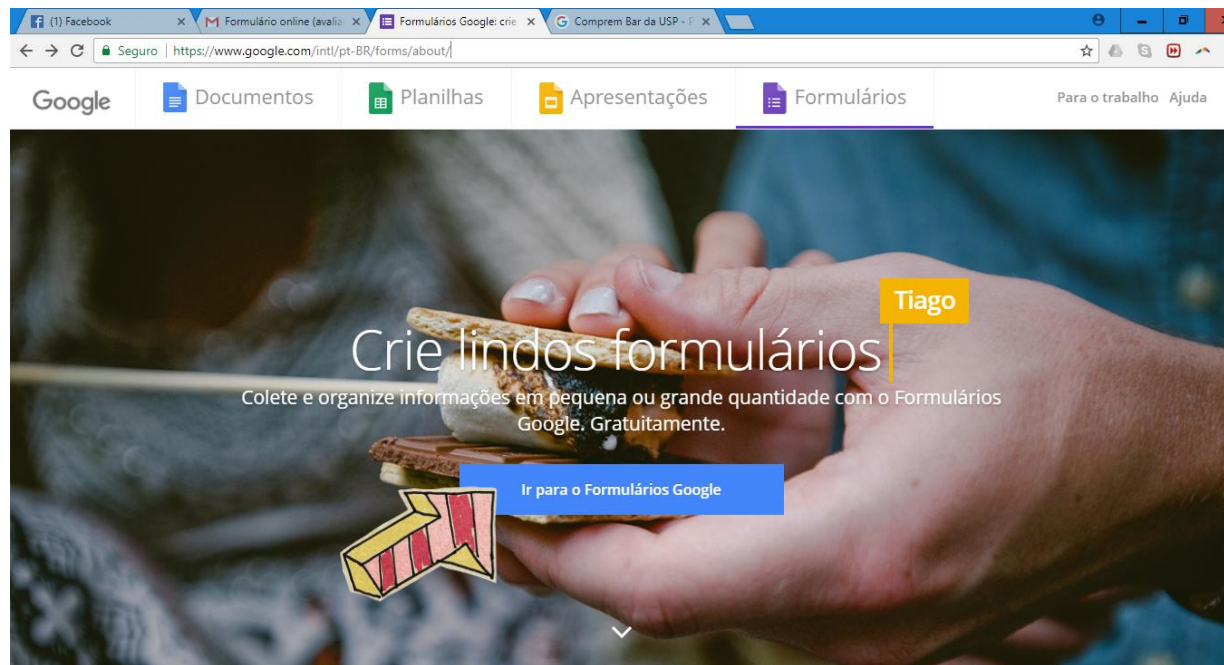 (1) Facebook
Formulário online (avalia
Formulários Google: crie
Comprem Bar da USP - P
Seguro | https://www.google.com/intl/pt-BR/forms/about/
Google
Documentos
Planilhas
Apresentações
Formulários
Para o trabalho
Ajuda
Tiago
Crie lindos formulários
Colete e organize informações em pequena ou grande quantidade com o Formulários
Google. Gratuitamente.
Ir para o Formulários Google